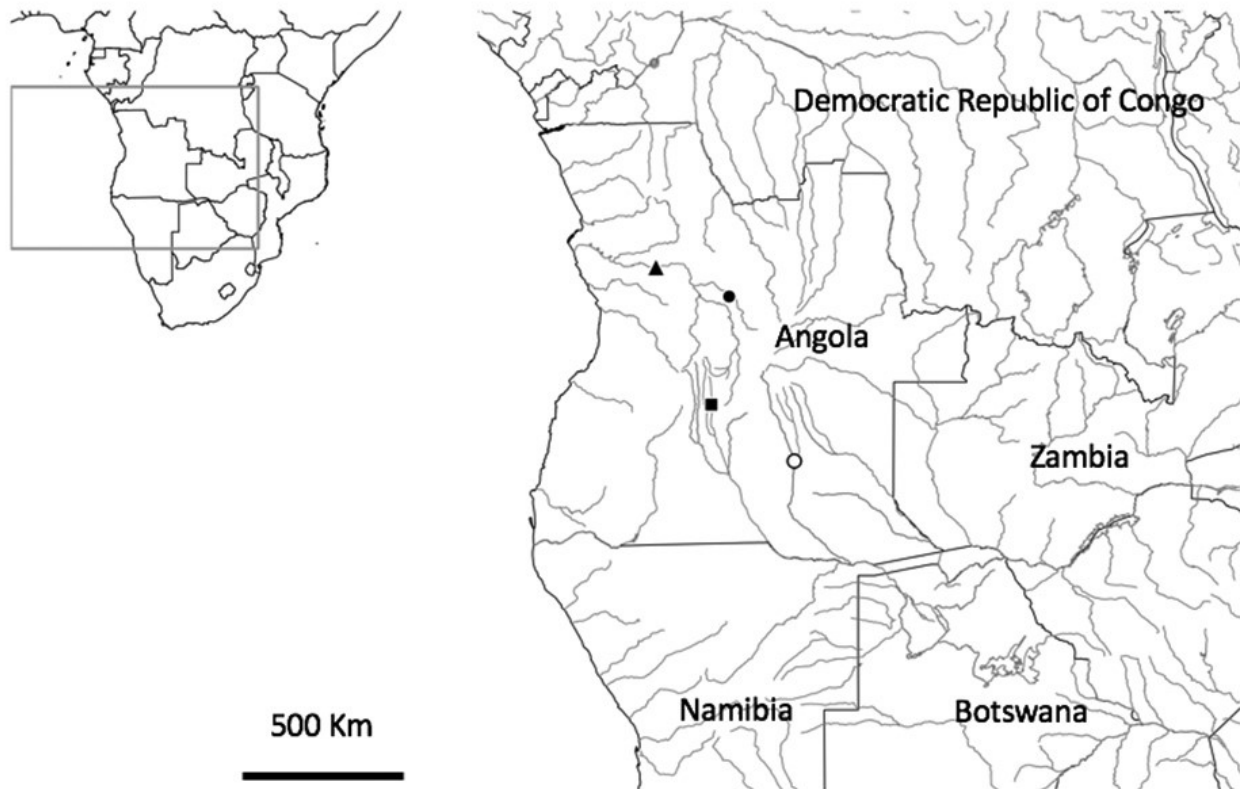 Democratic Republic of Congo
Angola
Zambia
Namibia
Botswana
500 Km